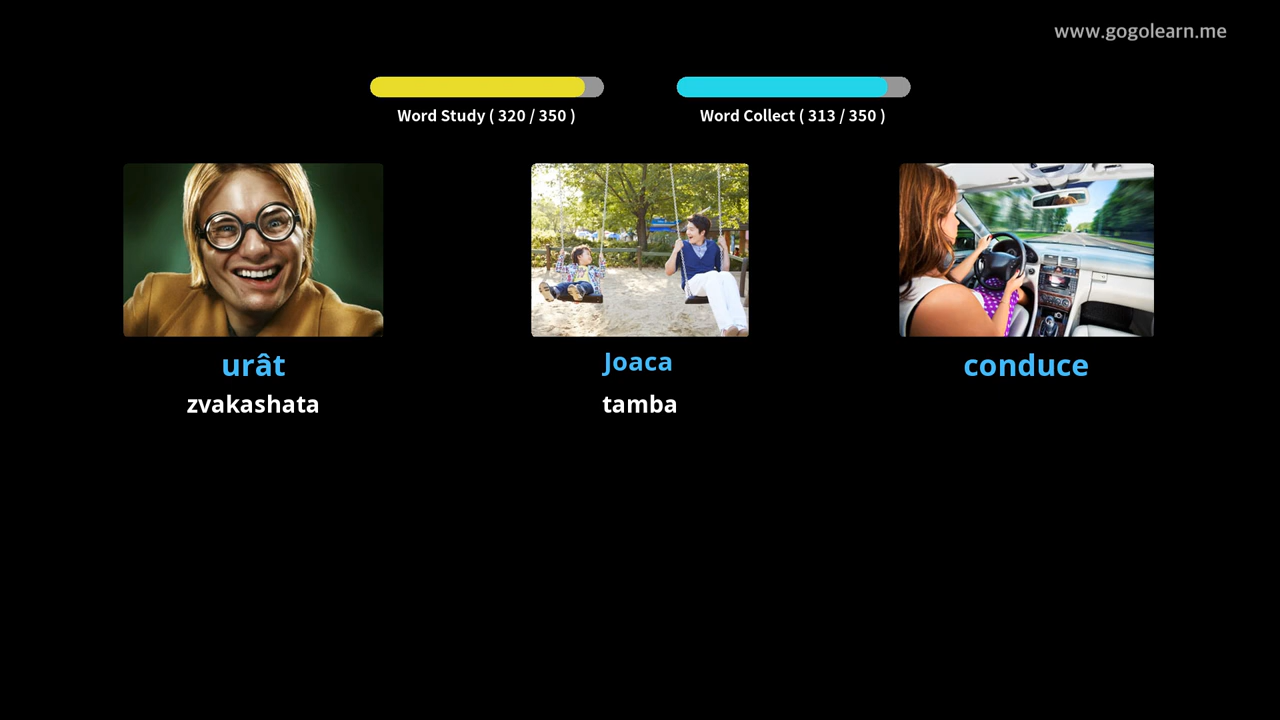 www.gogolearn.me
Word Study ( 320 / 350 )
Word Collect ( 313 / 350 )
urât
Joaca
conduce
zvakashata
tamba